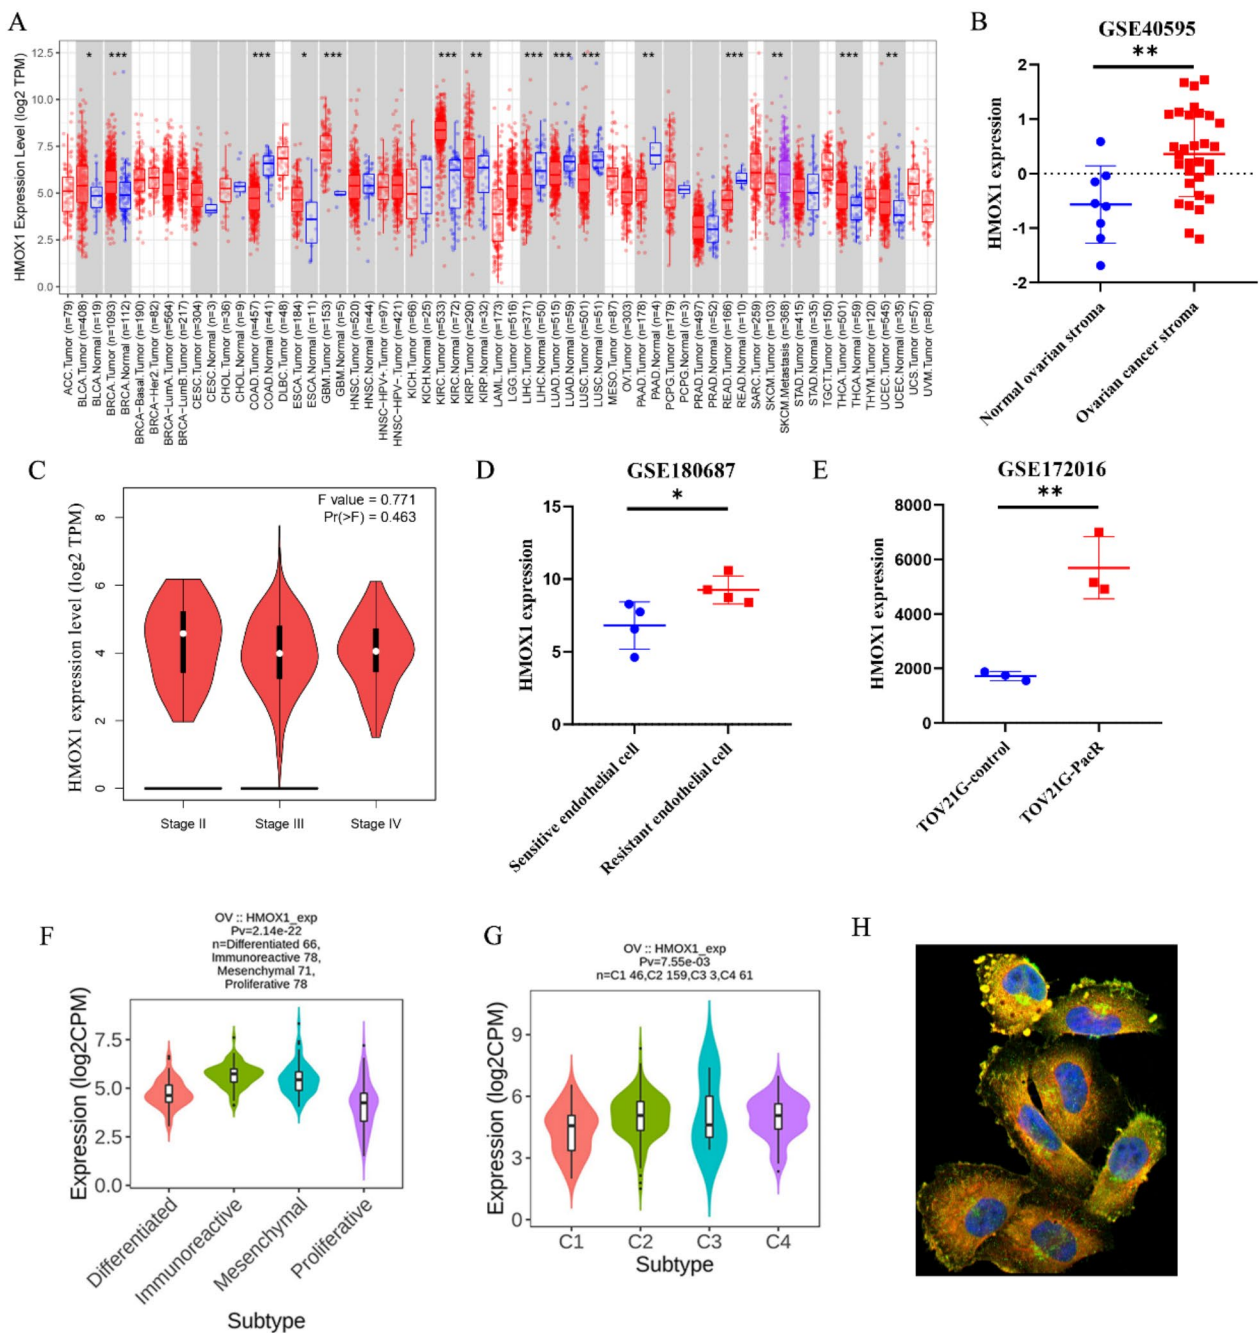 A
HMOX1 Expression Level (log2 TPM)
12.5
10.0
7.5
5.0
2.5
0.0
* *** *** * *** *** ** *** *** *** ** *** ** *** **
ACC.Tumor (n=79)
BLCA.Tumor (n=408)
BLCA.Normal (n=19)
BRCA.Tumor (n=1093)
BRCA.Normal (n=112)
BRCA-Basal.Tumor (n=190)
BRCA-Her2.Tumor (n=82)
BRCA-LumA.Tumor (n=564)
BRCA-LumB.Tumor (n=217)
CESC.Tumor (n=304)
CESC.Normal (n=3)
CHOL.Tumor (n=36)
CHOL.Normal (n=9)
COAD.Tumor (n=457)
COAD.Normal (n=41)
DLBC.Tumor (n=48)
ESCA.Tumor (n=184)
ESCA.Normal (n=11)
GBM.Tumor (n=153)
GBM.Normal (n=5)
HNSC.Tumor (n=520)
HNSC.Normal (n=44)
HNSC-HPV+.Tumor (n=97)
HNSC-HPV-.Tumor (n=421)
KICH.Tumor (n=66)
KICH.Normal (n=25)
KIRC.Tumor (n=533)
KIRC.Normal (n=72)
KIRP.Tumor (n=290)
KIRP.Normal (n=32)
LAML.Tumor (n=173)
LGG.Tumor (n=516)
LIHC.Tumor (n=371)
LIHC.Normal (n=50)
LUAD.Tumor (n=515)
LUAD.Normal (n=59)
LUSC.Tumor (n=501)
LUSC.Normal (n=51)
MESO.Tumor (n=87)
OV.Tumor (n=303)
PAAD.Tumor (n=178)
PAAD.Normal (n=4)
PCPG.Tumor (n=179)
PCPG.Normal (n=3)
PRAD.Tumor (n=497)
PRAD.Normal (n=52)
READ.Tumor (n=166)
READ.Normal (n=10)
SARC.Tumor (n=259)
SKCM.Tumor (n=103)
SKCM.Metastasis (n=368)
STAD.Tumor (n=415)
STAD.Normal (n=35)
TGCT.Tumor (n=150)
THCA.Tumor (n=501)
THCA.Normal (n=59)
THYM.Tumor (n=120)
UCEC.Tumor (n=545)
UCEC.Normal (n=35)
UCS.Tumor (n=57)
UVM.Tumor (n=80)
B
GSE40595
**
HMOX1 expression
2
1
0
-1
-2
Normal ovarian stroma
Ovarian cancer stroma
C
F value = 0.771
Pr(>F) = 0.463
HMOX1 expression level (log2 TPM)
8
6
4
2
0
Stage II
Stage III
Stage IV
D
GSE180687
*
HMOX1 expression
15
10
5
0
Sensitive endothelial cell
Resistant endothelial cell
E
GSE172016
**
HMOX1 expression
8000
6000
4000
2000
0
TOV21G-control
TOV21G-PacR
F
OV :: HMOX1_exp
Pv=2.14e-22
n=Differentiated 66,
Immunoreactive 78,
Mesenchymal 71,
Proliferative 78
Expression (log2CPM)
7.5
5.0
2.5
0.0
Differentiated
Immunoreactive
Mesenchymal
Proliferative
Subtype
G
OV :: HMOX1_exp
Pv=7.55e-03
n=C1 46,C2 159,C3 3,C4 61
Expression (log2CPM)
9
6
3
0
C1
C2
C3
C4
Subtype
H